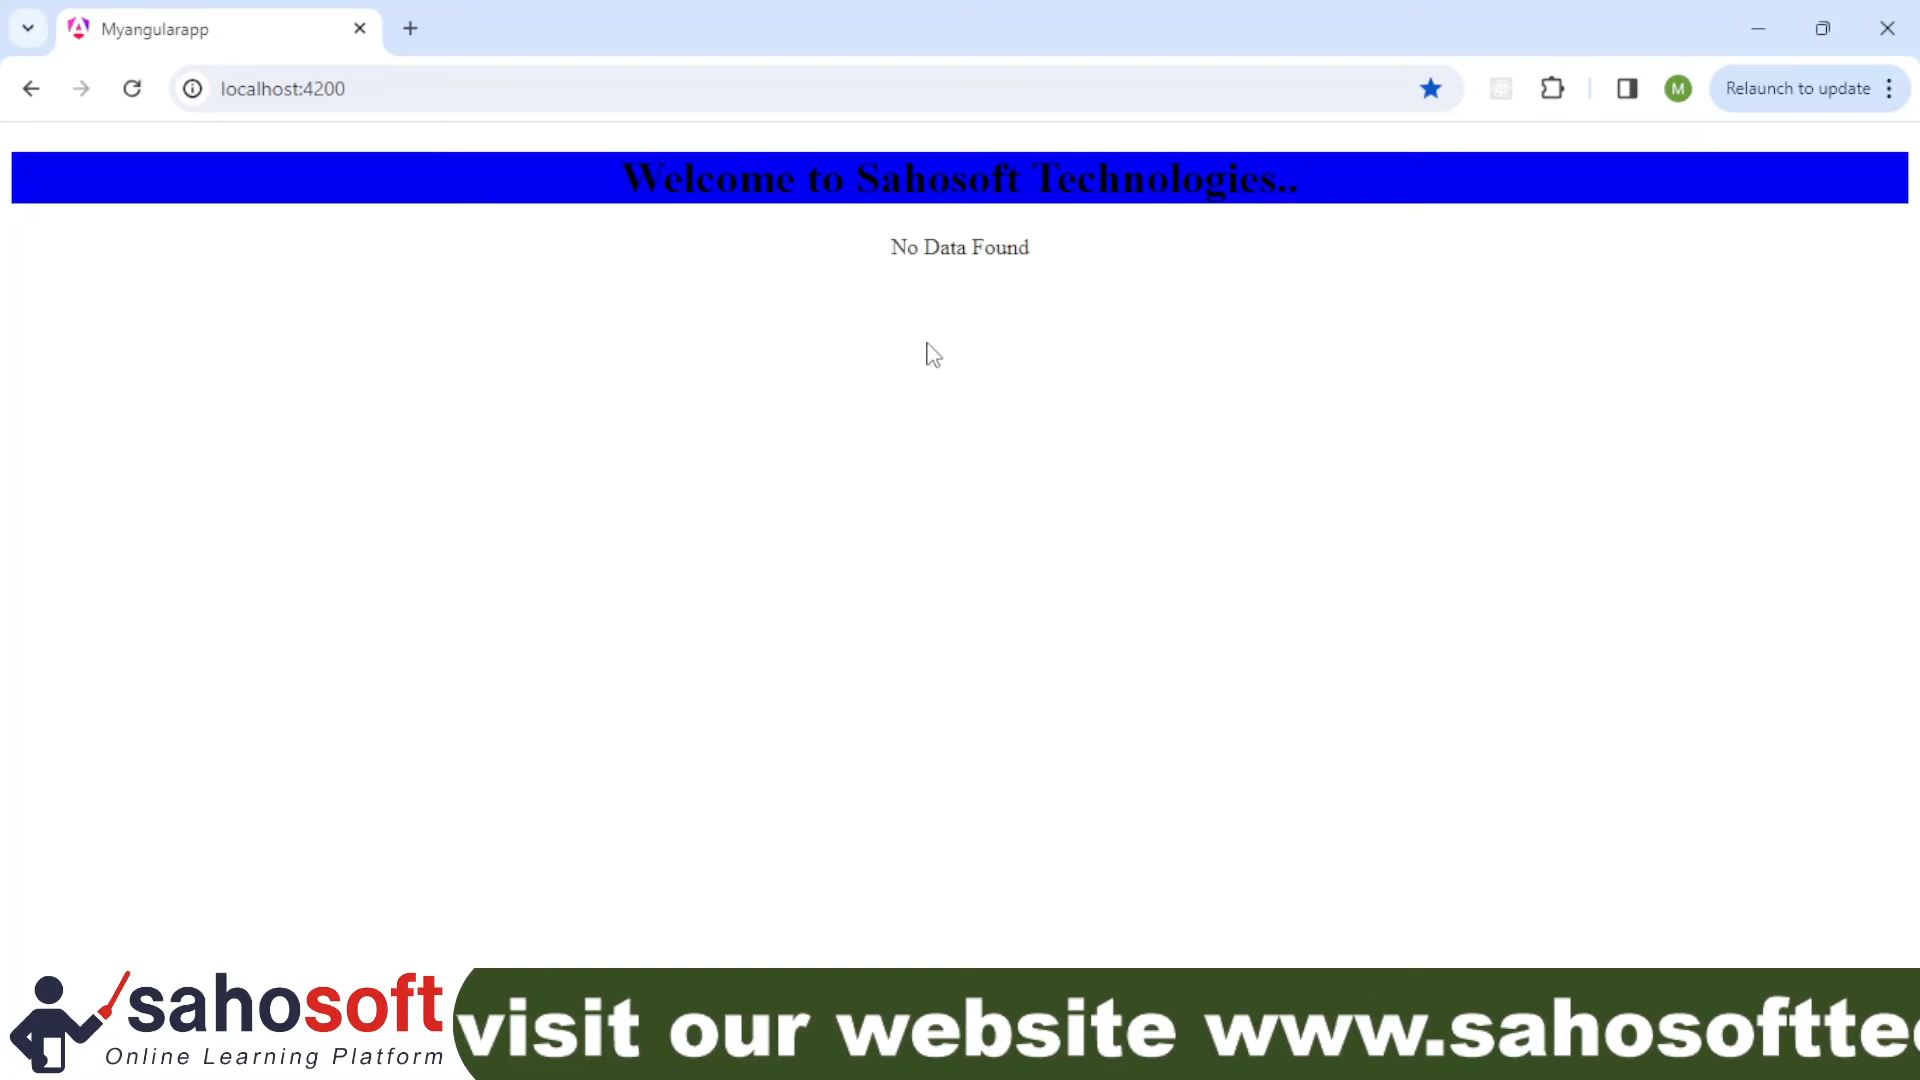 Myangularapp
localhost:4200
M
Relaunch to update
Welcome to Sahosoft Technologies..
No Data Found
sahosoft
Online Learning Platform
visit our website www.sahosofttec